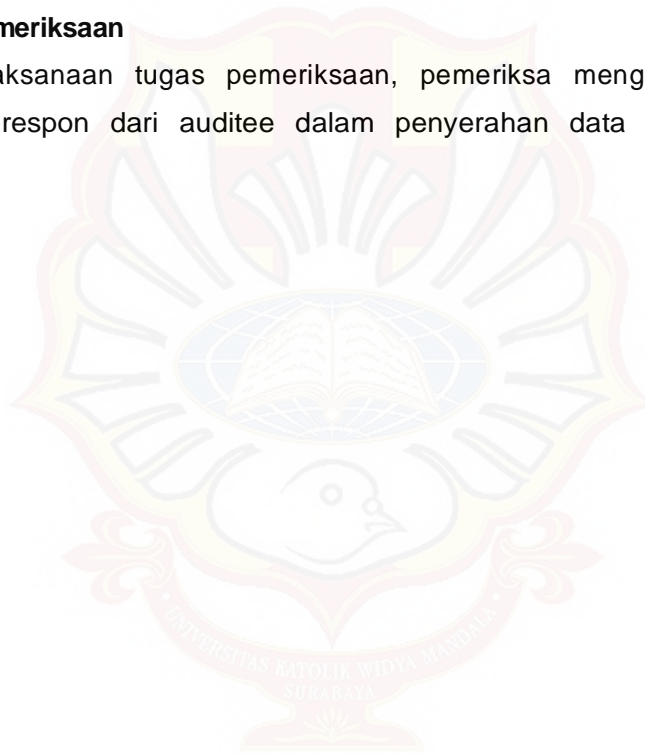 meriksaan
aksanaan tugas pemeriksaan, pemeriksa meng
respon dari auditee dalam penyerahan data
UNIVERSITAS KATOLIK WIDYA MANDALA
SURABAYA